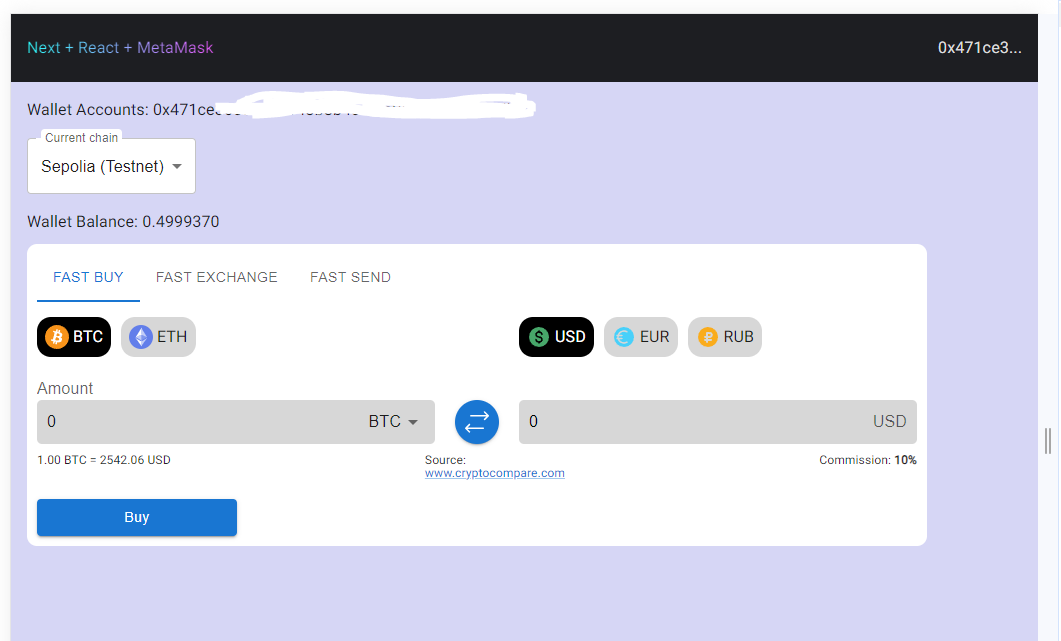 Next + React + MetaMask
0x471ce3...
Wallet Accounts: 0x471ce
Current chain
Sepolia (Testnet)
Wallet Balance: 0.4999370
FAST BUY FAST EXCHANGE FAST SEND
BTC ETH USD EUR RUB
Amount
0 BTC 0 USD
1.00 BTC = 2542.06 USD
Source:
www.cryptocompare.com
Commission: 10%
Buy